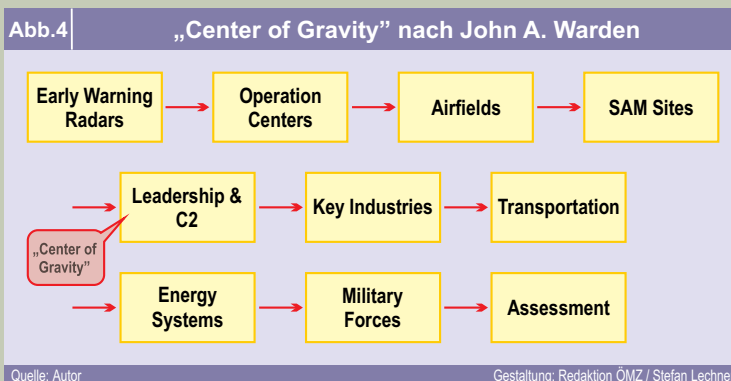 Abb.4 „Center of Gravity” nach John A. Warden
Early Warning
Radars
Operation
Centers
Airfields
SAM Sites
Leadership &
C2
Key Industries
Transportation
„Center of
Gravity”
Energy
Systems
Military
Forces
Assessment
Quelle: Autor
Gestaltung: Redaktion ÖMZ / Stefan Lechne